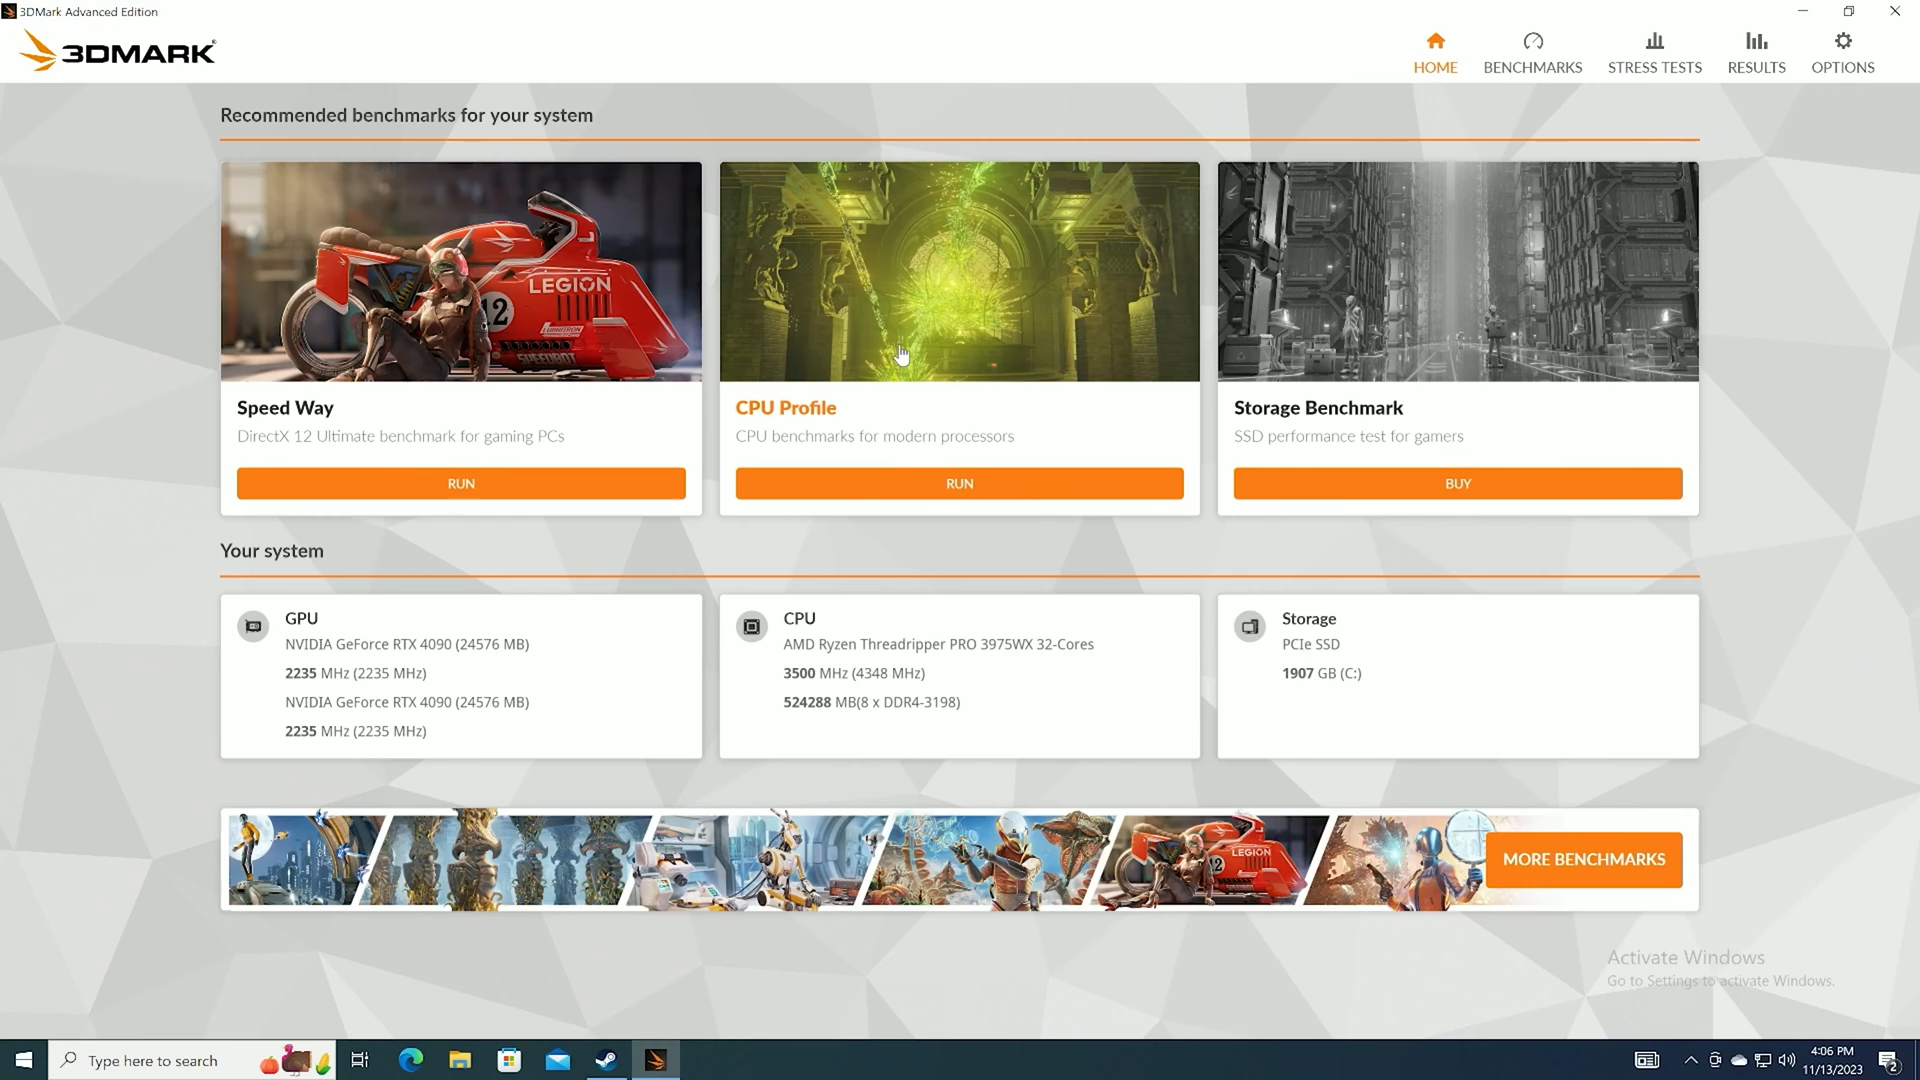 3DMark Advanced Edition
3DMARK
HOME
BENCHMARKS
STRESS TESTS
RESULTS
OPTIONS
Recommended benchmarks for your system
LEGION
12
SPEEDBOT
Speed Way
DirectX 12 Ultimate benchmark for gaming PCs
RUN
CPU Profile
CPU benchmarks for modern processors
RUN
Storage Benchmark
SSD performance test for gamers
BUY
Your system
GPU
NVIDIA GeForce RTX 4090 (24576 MB)
2235 MHz (2235 MHz)
NVIDIA GeForce RTX 4090 (24576 MB)
2235 MHz (2235 MHz)
CPU
AMD Ryzen Threadripper PRO 3975WX 32-Cores
3500 MHz (4348 MHz)
524288 MB(8 x DDR4-3198)
Storage
PCIe SSD
1907 GB (C:)
LEGION
12
MORE BENCHMARKS
Activate Windows
Go to Settings to activate Windows.
Type here to search
4:06 PM
11/13/2023
2